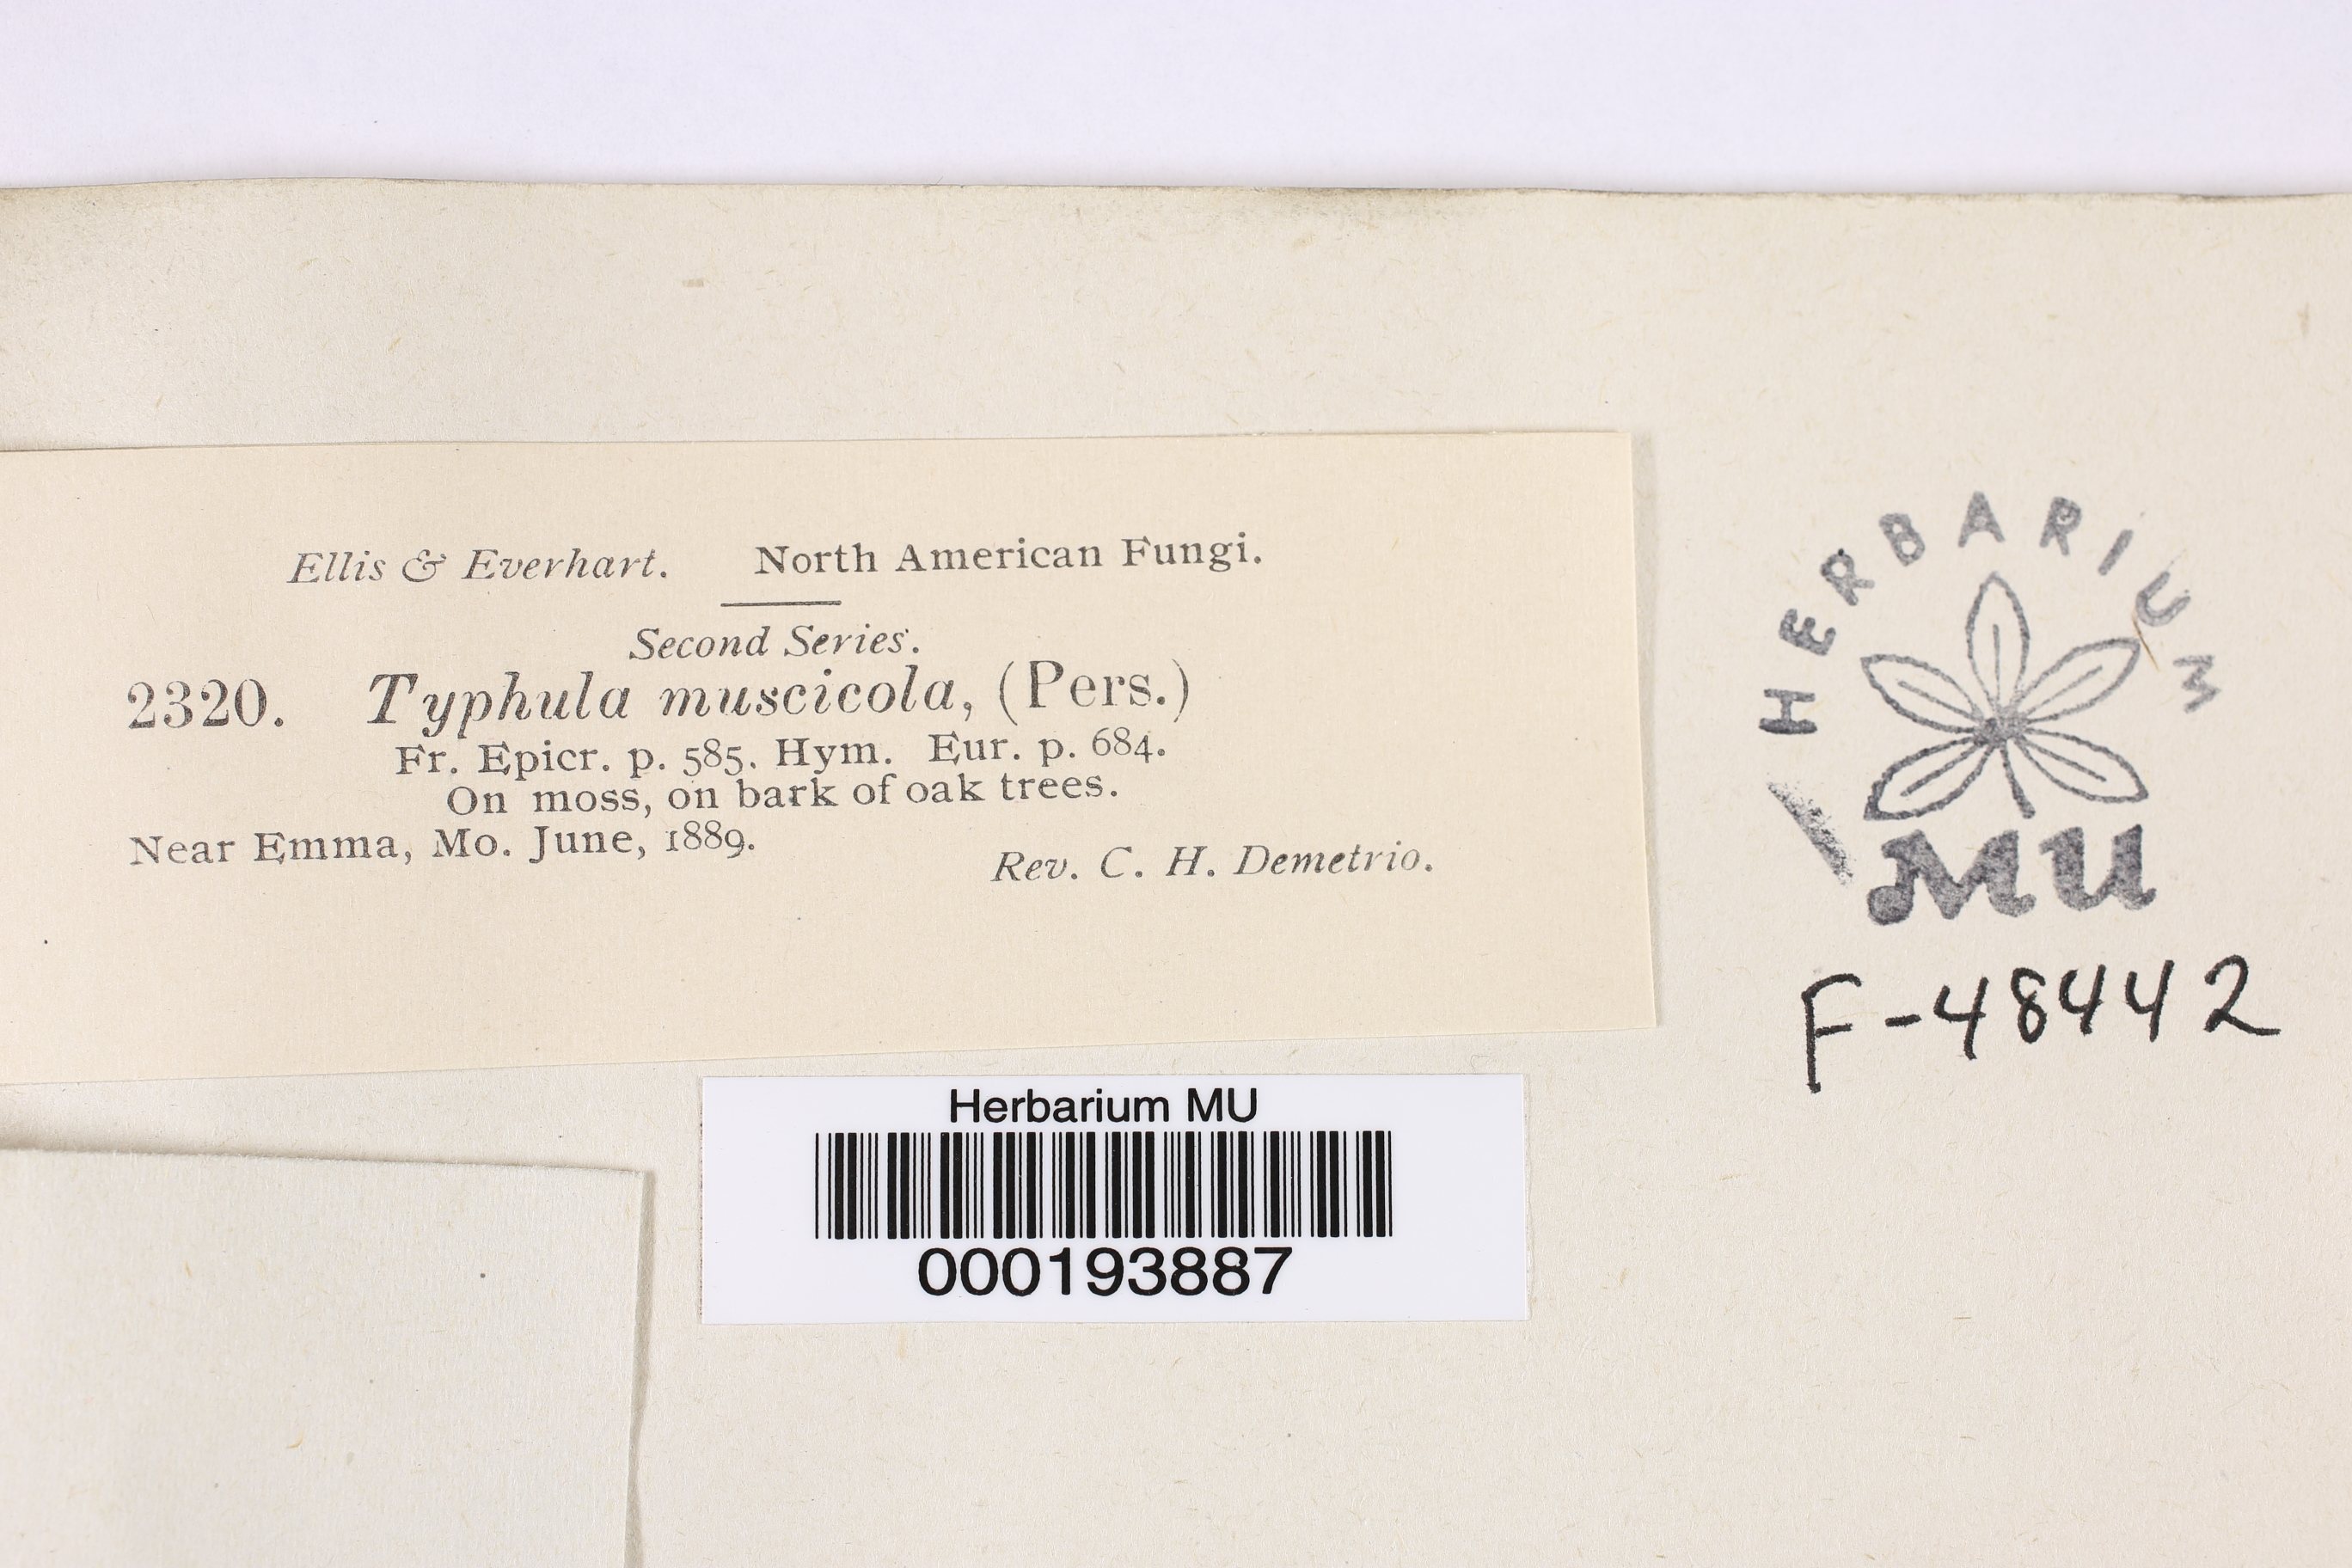 Ellis & Everhart. North American Fungi.
Second Series.
2320. Typhula muscicola, (Pers.)
Fr. Epicr. p. 585. Hym. Eur. p. 684.
On moss, on bark of oak trees.
Near Emma, Mo. June, 1889.
Rev. C. H. Demetrio.
HERBARIUM
MU
F-48442
Herbarium MU
000193887